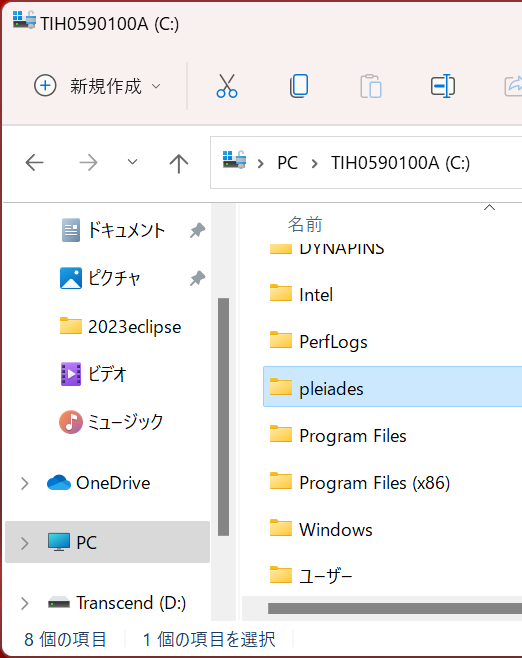 TIH0590100A (C:)
新規作成
PC > TIH0590100A (C:)
名前
ドキュメント
ピクチャ
2023eclipse
ビデオ
ミュージック
OneDrive
PC
Transcend (D:)
DYNAPINS
Intel
PerfLogs
pleiades
Program Files
Program Files (x86)
Windows
ユーザー
8 個の項目
1 個の項目を選択